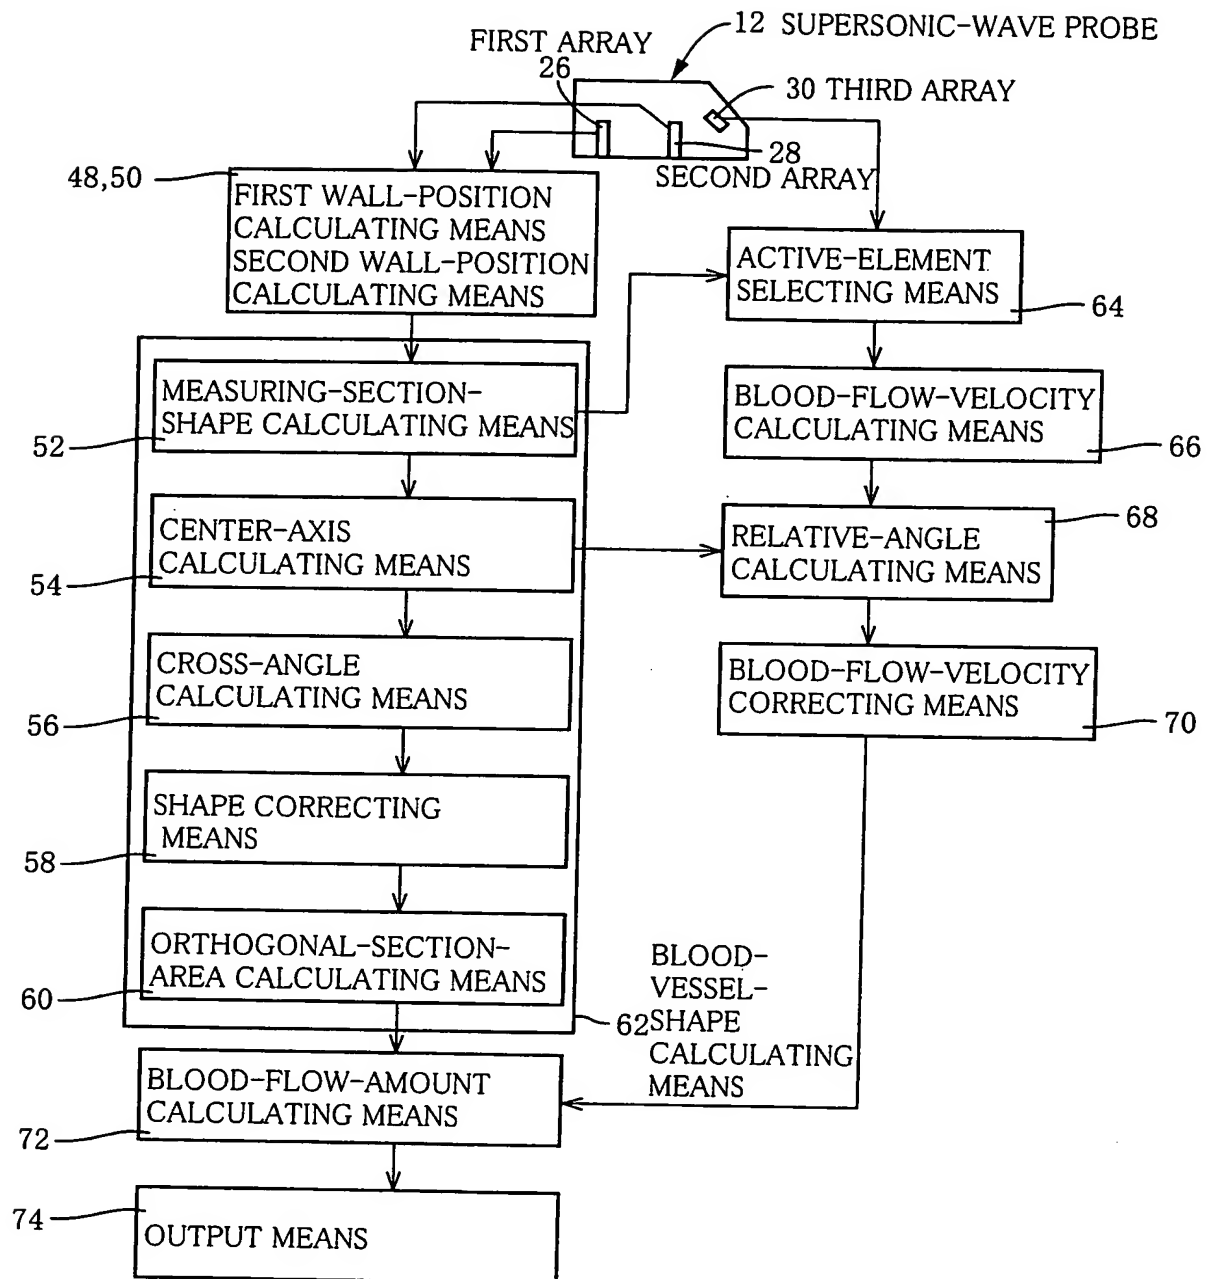 12 SUPERSONIC-WAVE PROBE
FIRST ARRAY
26
30 THIRD ARRAY
28
SECOND ARRAY
48,50
FIRST WALL-POSITION
CALCULATING MEANS
SECOND WALL-POSITION
CALCULATING MEANS
ACTIVE-ELEMENT
SELECTING MEANS
64
MEASURING-SECTION-
SHAPE CALCULATING MEANS
52
BLOOD-FLOW-VELOCITY
CALCULATING MEANS
66
CENTER-AXIS
CALCULATING MEANS
54
RELATIVE-ANGLE
CALCULATING MEANS
68
CROSS-ANGLE
CALCULATING MEANS
56
BLOOD-FLOW-VELOCITY
CORRECTING MEANS
70
SHAPE CORRECTING
MEANS
58
ORTHOGONAL-SECTION-
AREA CALCULATING MEANS
60
62
BLOOD-
VESSEL-
SHAPE
CALCULATING
MEANS
BLOOD-FLOW-AMOUNT
CALCULATING MEANS
72
74
OUTPUT MEANS